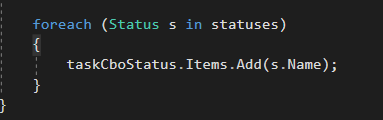 foreach (Status s in statuses)
{
taskCboStatus.Items.Add(s.Name);
}
}